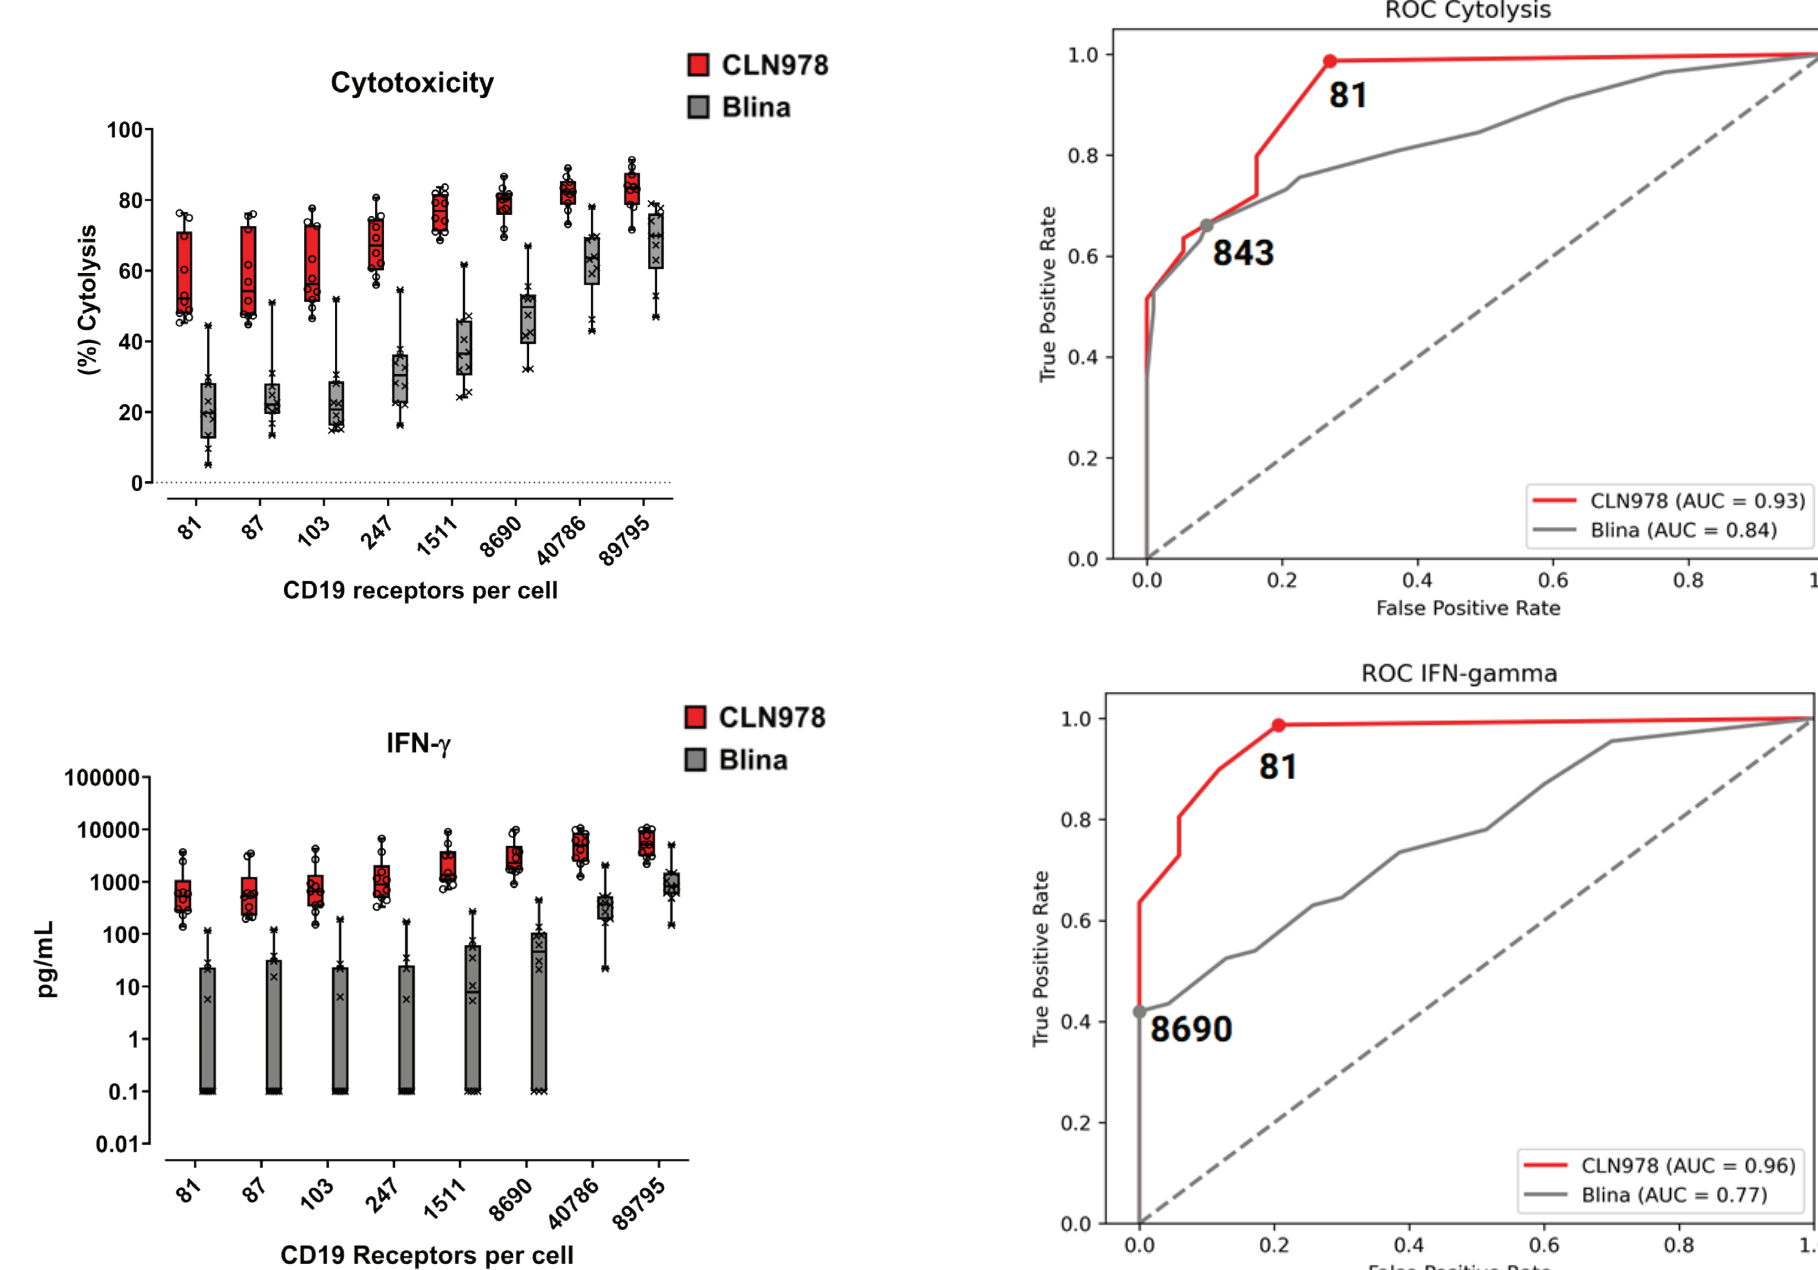 Cytotoxicity
CLN978
Blina
(%) Cytolysis
100
80
60
40
20
0
81 87 103 247 1511 8690 40786 89795
CD19 receptors per cell
ROC Cytolysis
True Positive Rate
1.0
0.8
0.6
0.4
0.2
0.0
81
843
CLN978 (AUC = 0.93)
Blina (AUC = 0.84)
0.0 0.2 0.4 0.6 0.8
False Positive Rate
IFN-γ
CLN978
Blina
pg/mL
100000
10000
1000
100
10
1
0.1
0.01
81 87 103 247 1511 8690 40786 89795
CD19 Receptors per cell
ROC IFN-gamma
True Positive Rate
1.0
0.8
0.6
0.4
0.2
0.0
81
8690
CLN978 (AUC = 0.96)
Blina (AUC = 0.77)
0.0 0.2 0.4 0.6 0.8
False Positive Rate